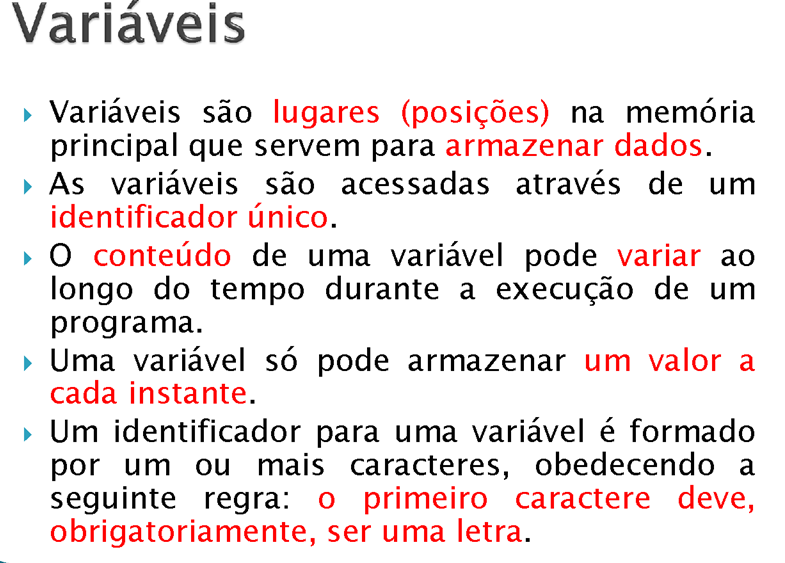 Variáveis
Variáveis são lugares (posições) na memória
principal que servem para armazenar dados.
As variáveis são acessadas através de um
identificador único.
O conteúdo de uma variável pode variar ao
longo do tempo durante a execução de um
programa.
Uma variável só pode armazenar um valor a
cada instante.
Um identificador para uma variável é formado
por um ou mais caracteres, obedecendo a
seguinte regra: o primeiro caractere deve,
obrigatoriamente, ser uma letra.